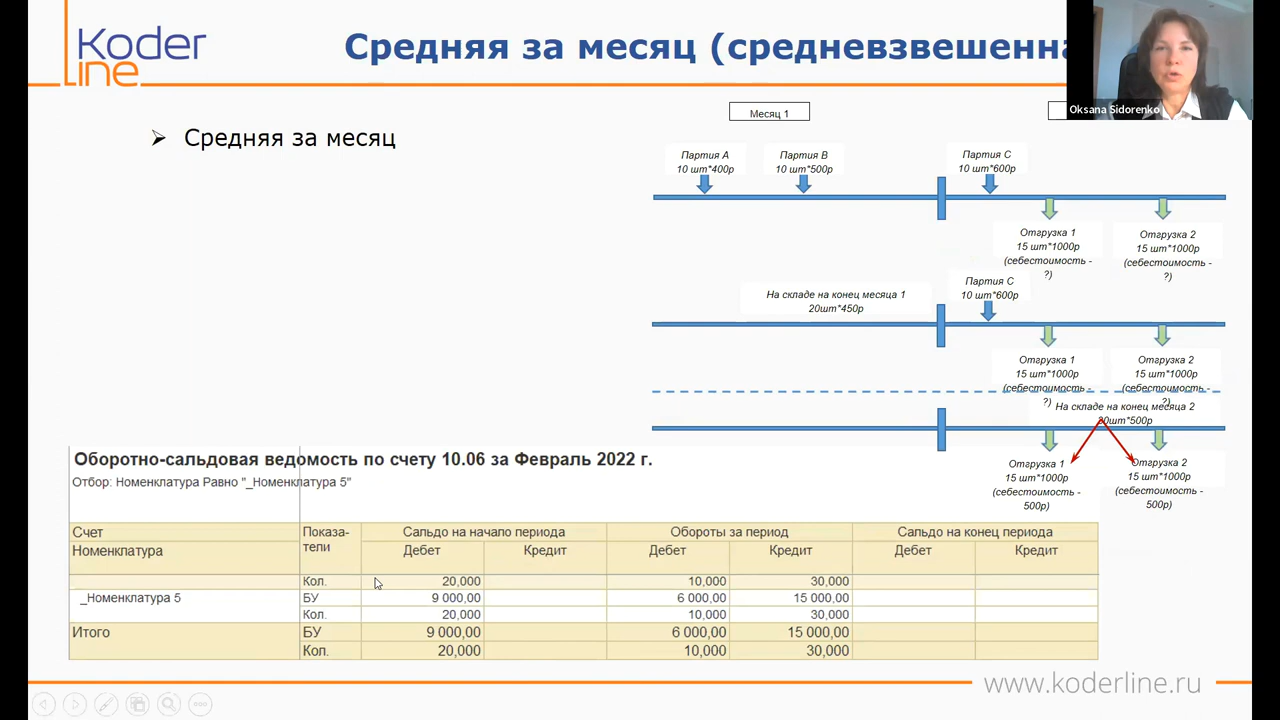 Koder
line
Средняя за месяц (средневзвешенна
Oksana Sidorenko
Средняя за месяц
Месяц 1
Партия A
10 шт*400р
Партия B
10 шт*500р
Партия C
10 шт*600р
Отгрузка 1
15 шт*1000р
(себестоимость -
?)
Отгрузка 2
15 шт*1000р
(себестоимость -
?)
На складе на конец месяца 1
20шт*450р
Партия C
10 шт*600р
Отгрузка 1
15 шт*1000р
(себестоимость -
?)
Отгрузка 2
15 шт*1000р
(себестоимость -
?)
На складе на конец месяца 2
Отгрузка 1
15 шт*1000р
(себестоимость -
500р)
Отгрузка 2
15 шт*1000р
(себестоимость -
500р)
Оборотно-сальдовая ведомость по счету 10.06 за Февраль 2022 г.
Отбор: Номенклатура Равно "_Номенклатура 5"
Счет Показа- Сальдо на начало периода Обороты за период Сальдо на конец периода
Номенклатура тели Дебет Кредит Дебет Кредит Дебет Кредит
Кол. 20,000 10,000 30,000
_Номенклатура 5 БУ 9 000,00 6 000,00 15 000,00
Кол. 20,000 10,000 30,000
Итого БУ 9 000,00 6 000,00 15 000,00
Кол. 20,000 10,000 30,000
www.koderline.ru